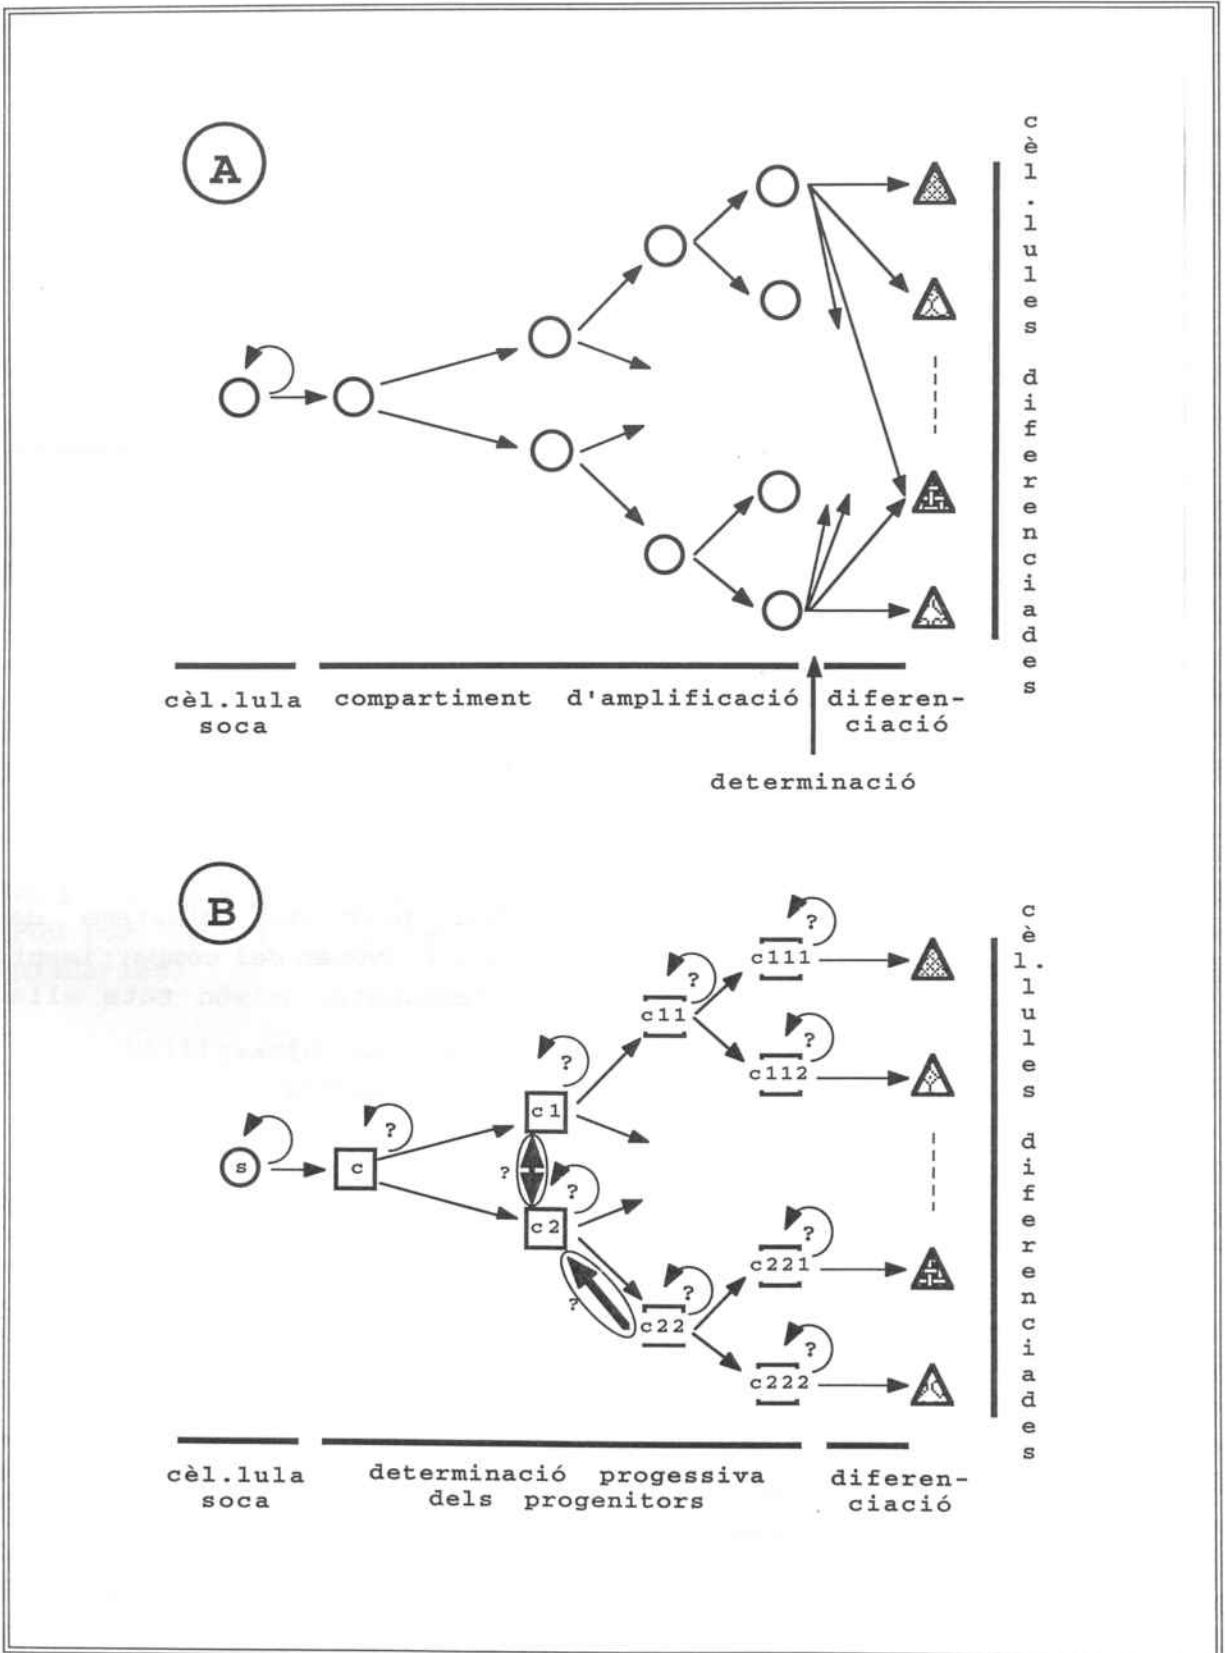 A
cèl.lules diferenciades
cèl.lula
soca
compartiment d'amplificació
diferen-
ciació
determinació
B
?
c111
?
c11
?
c112
?
c1
?
s
c
?
?
?
c2
?
c221
?
?
c22
?
c222
cèl.lules diferenciades
cèl.lula
soca
determinació progessiva
dels progenitors
diferen-
ciació